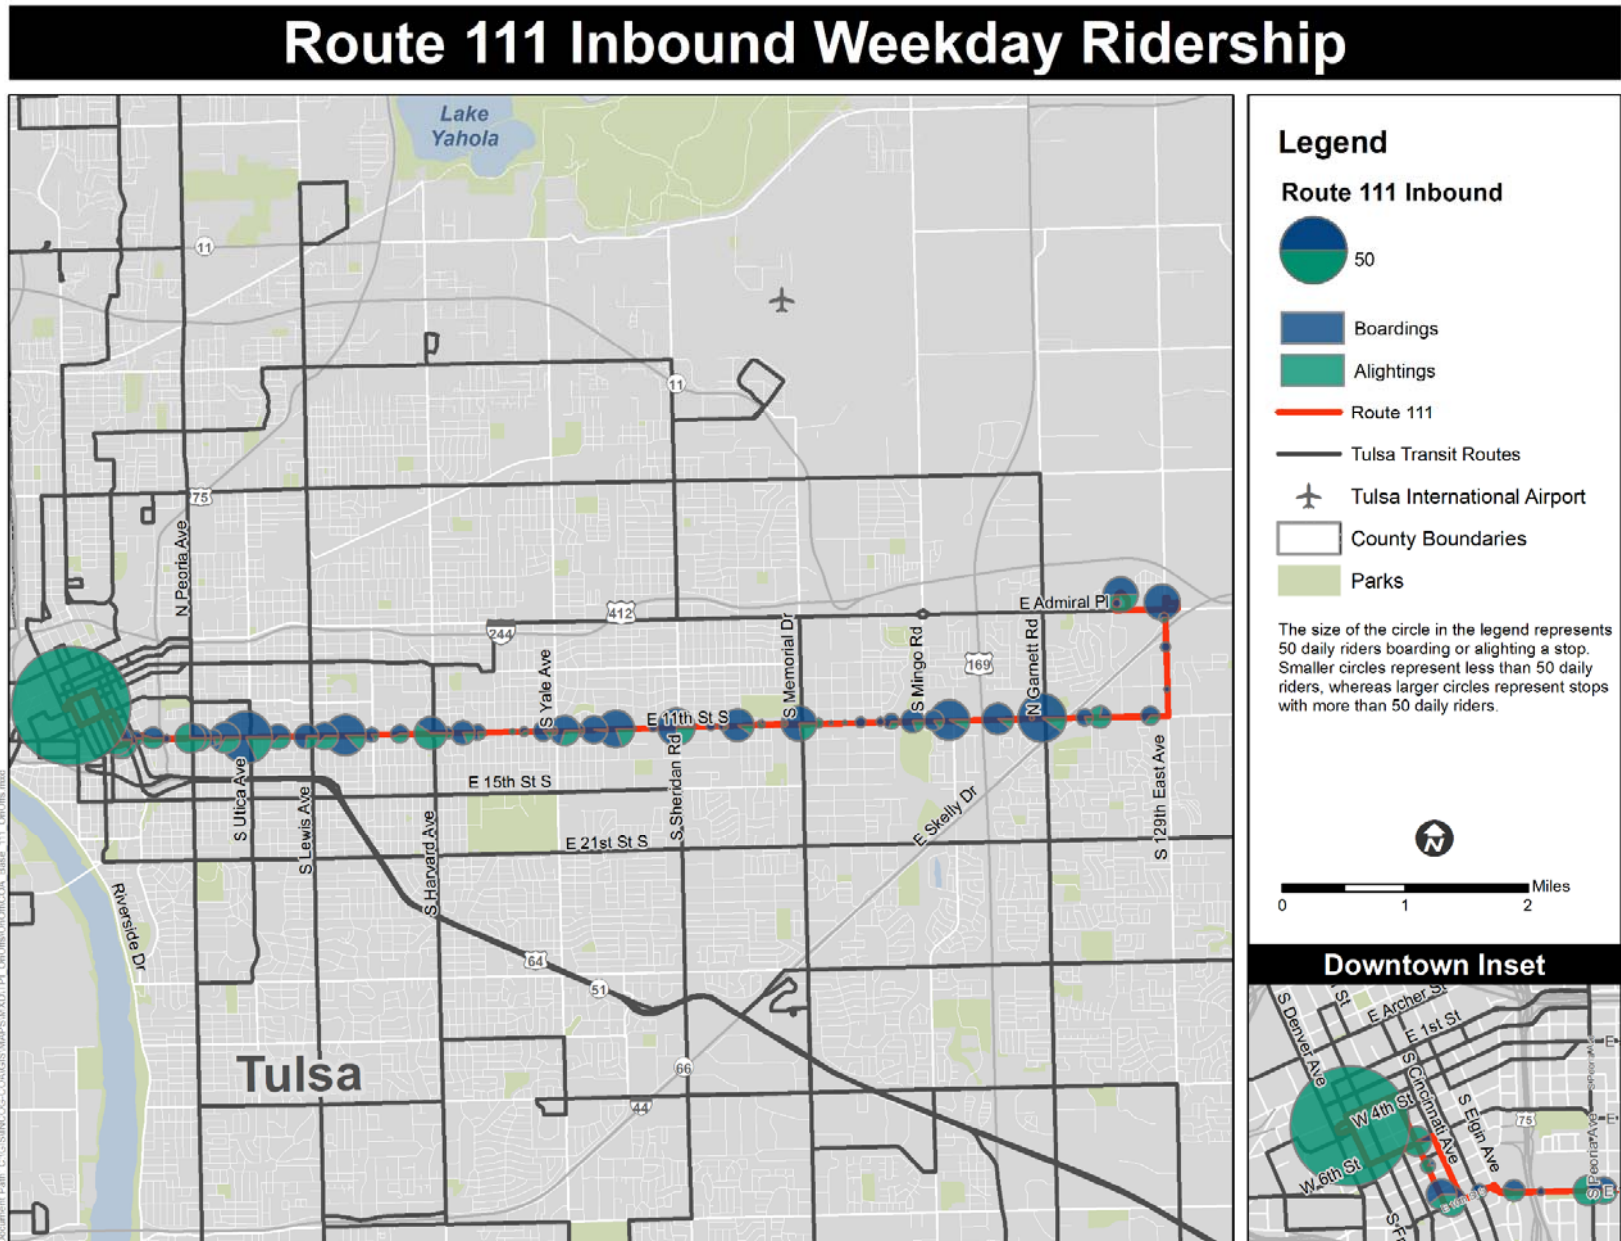 Route 111 Inbound Weekday Ridership
Lake
Yahola
11
11
75
N Peoria Ave
412
244
E Admiral Pl
169
S Yale Ave
S Memorial Dr
S Mingo Rd
N Garnett Rd
E 11th St S
S Utica Ave
S Lewis Ave
S Harvard Ave
E 15th St S
S Sheridan Rd
E 21st St S
E Skelly Dr
S 129th East Ave
Riverside Dr
64
51
Tulsa
66
44
Legend
Route 111 Inbound
50
Boardings
Alightings
Route 111
Tulsa Transit Routes
Tulsa International Airport
County Boundaries
Parks
The size of the circle in the legend represents
50 daily riders boarding or alighting a stop.
Smaller circles represent less than 50 daily
riders, whereas larger circles represent stops
with more than 50 daily riders.
N
Miles
0 1 2
Downtown Inset
S Denver Ave
E Archer St
E 1st St
S Cincinnati Ave
S Elgin Ave
W 4th St
W 6th St
75
S Peoria Ave
E
E
E